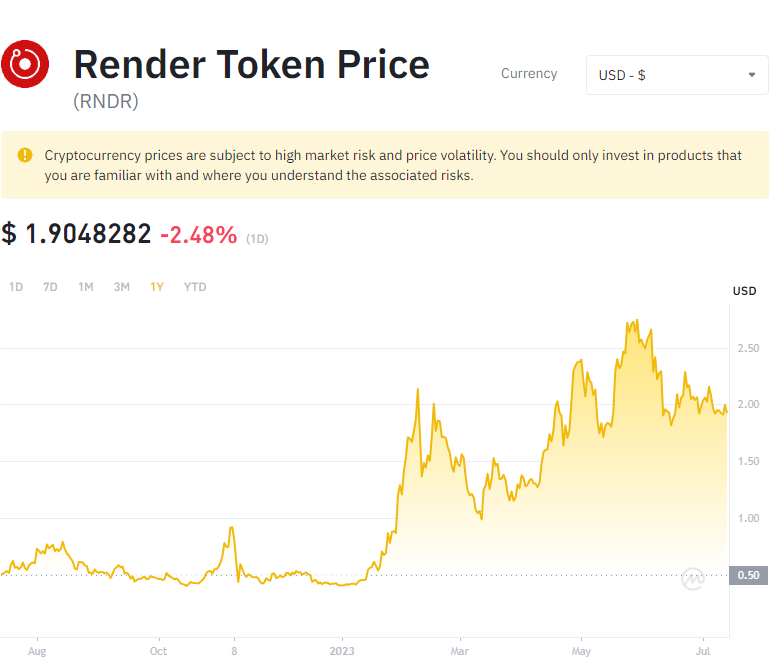 Render Token Price
(RNDR)
Currency
USD - $
Cryptocurrency prices are subject to high market risk and price volatility. You should only invest in products that
you are familiar with and where you understand the associated risks.
$ 1.9048282 -2.48% (1D)
1D 7D 1M 3M 1Y YTD
USD
2.50
2.00
1.50
1.00
0.50
Aug Oct 8 2023 Mar May Jul